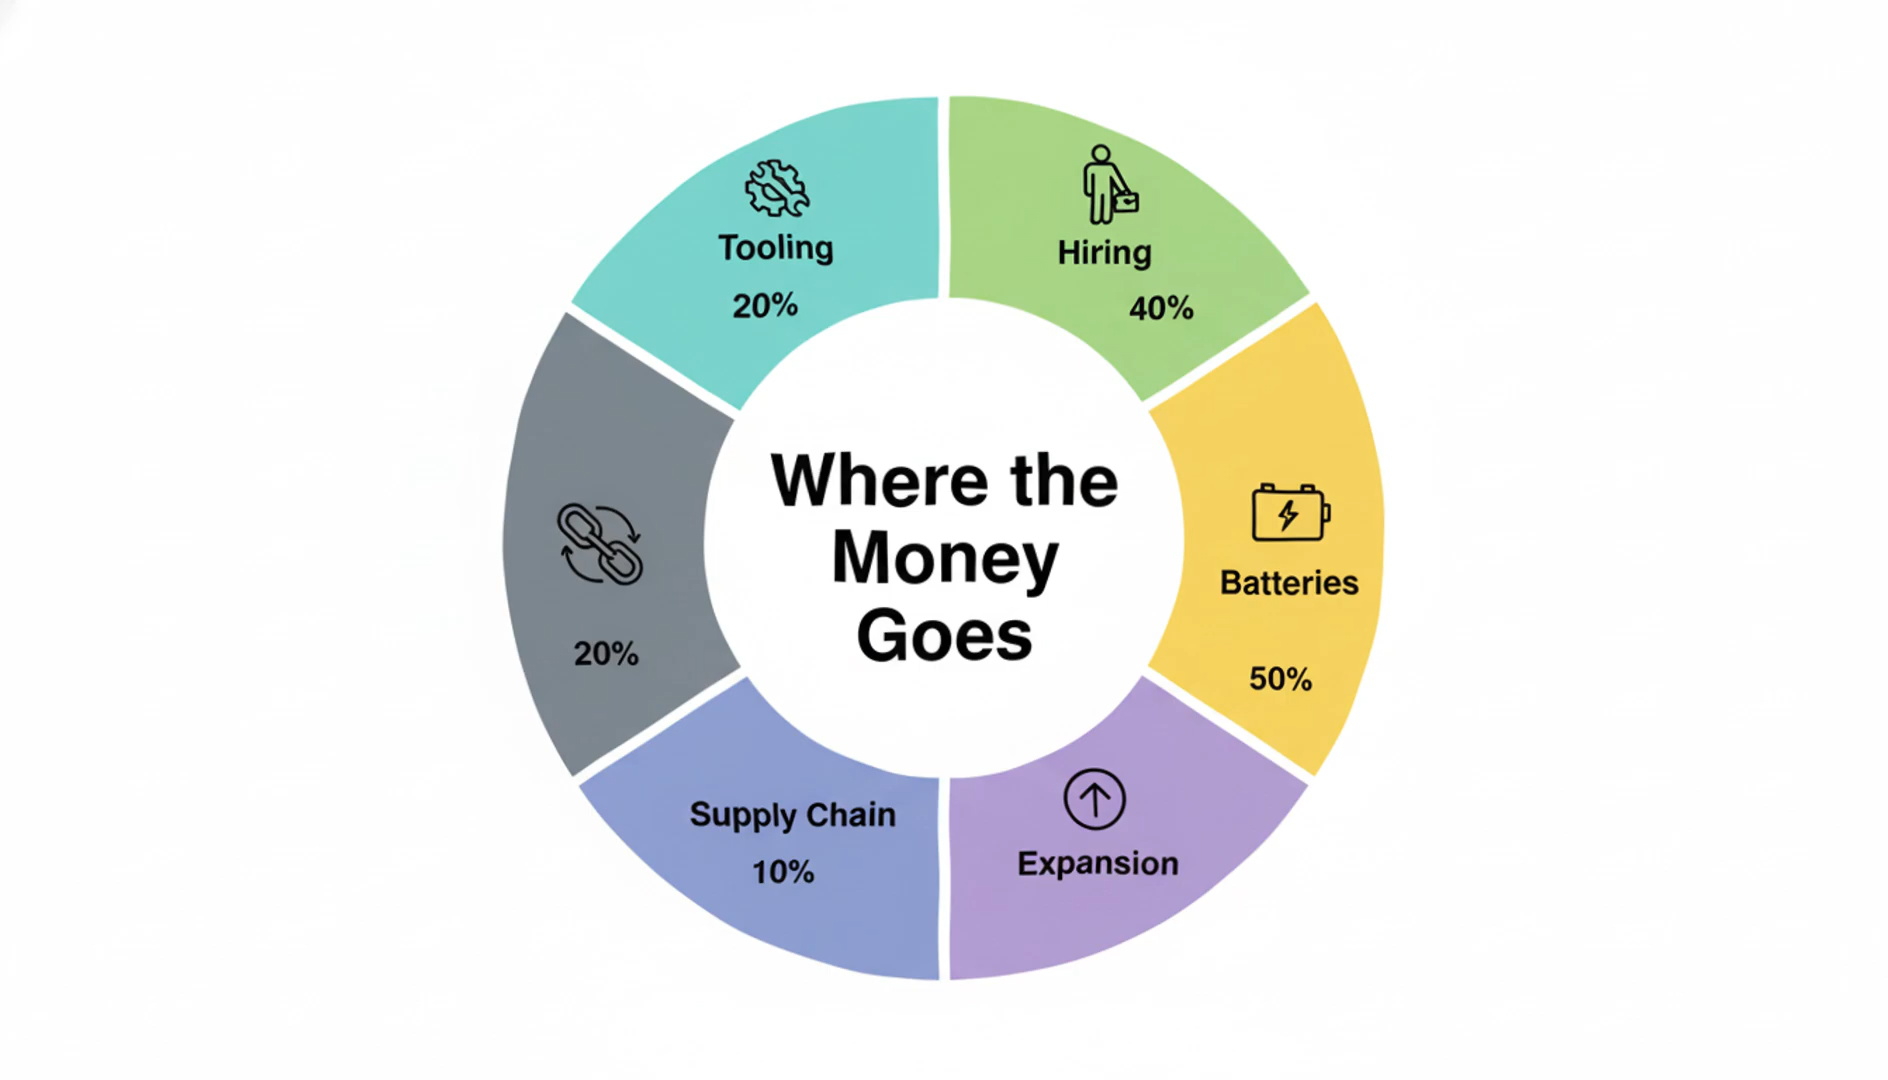 Tooling
20%
Hiring
40%
Where the
Money
Goes
Batteries
50%
20%
Supply Chain
10%
Expansion